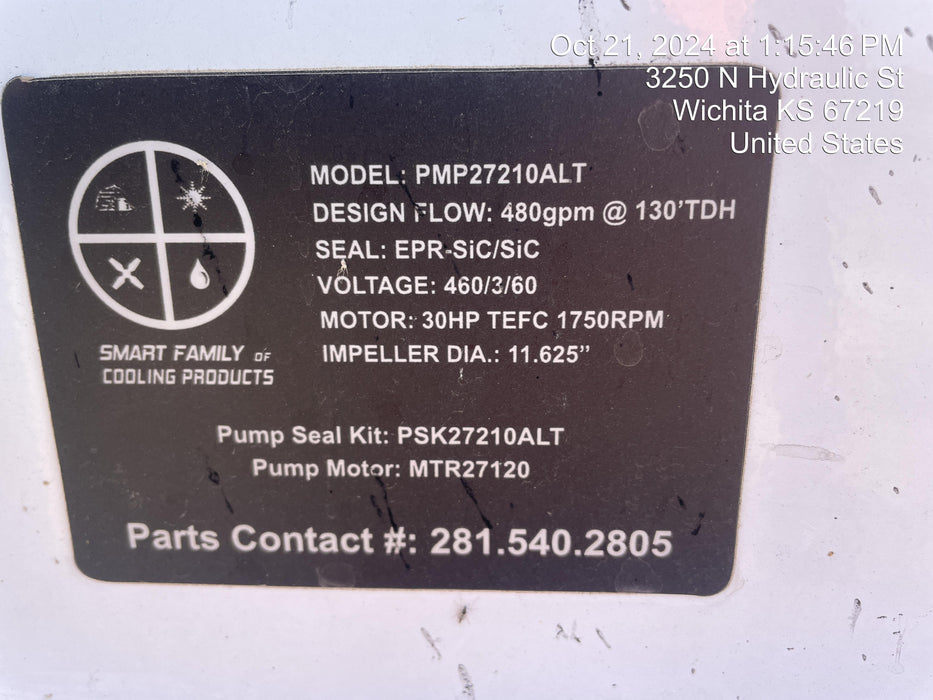 Oct 21, 2024 at 1:15:46 PM
3250 N Hydraulic St
Wichita KS 67219
United States
MODEL: PMP27210ALT
DESIGN FLOW: 480gpm @ 130'TDH
SEAL: EPR-SiC/SiC
VOLTAGE: 460/3/60
MOTOR: 30HP TEFC 1750RPM
IMPELLER DIA.: 11.625”
SMART FAMILY OF
COOLING PRODUCTS
Pump Seal Kit: PSK27210ALT
Pump Motor: MTR27120
Parts Contact #: 281.540.2805